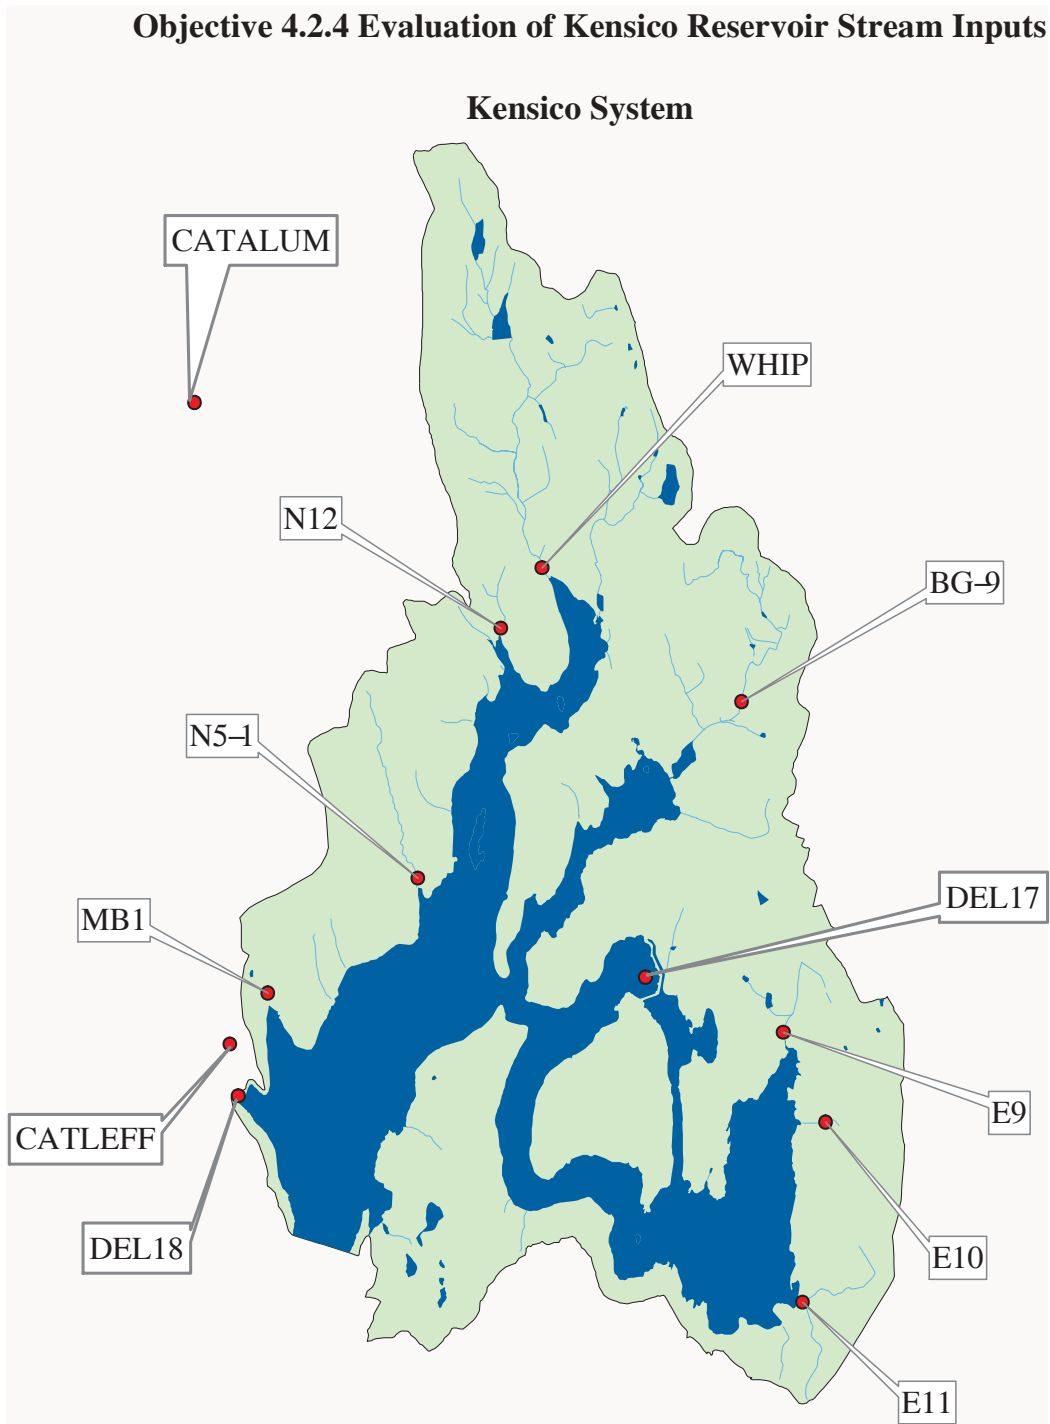 Objective 4.2.4 Evaluation of Kensico Reservoir Stream Inputs
Kensico System
CATALUM
WHIP
N12
BG–9
N5–1
DEL17
MB1
E9
CATLEFF
DEL18
E10
E11